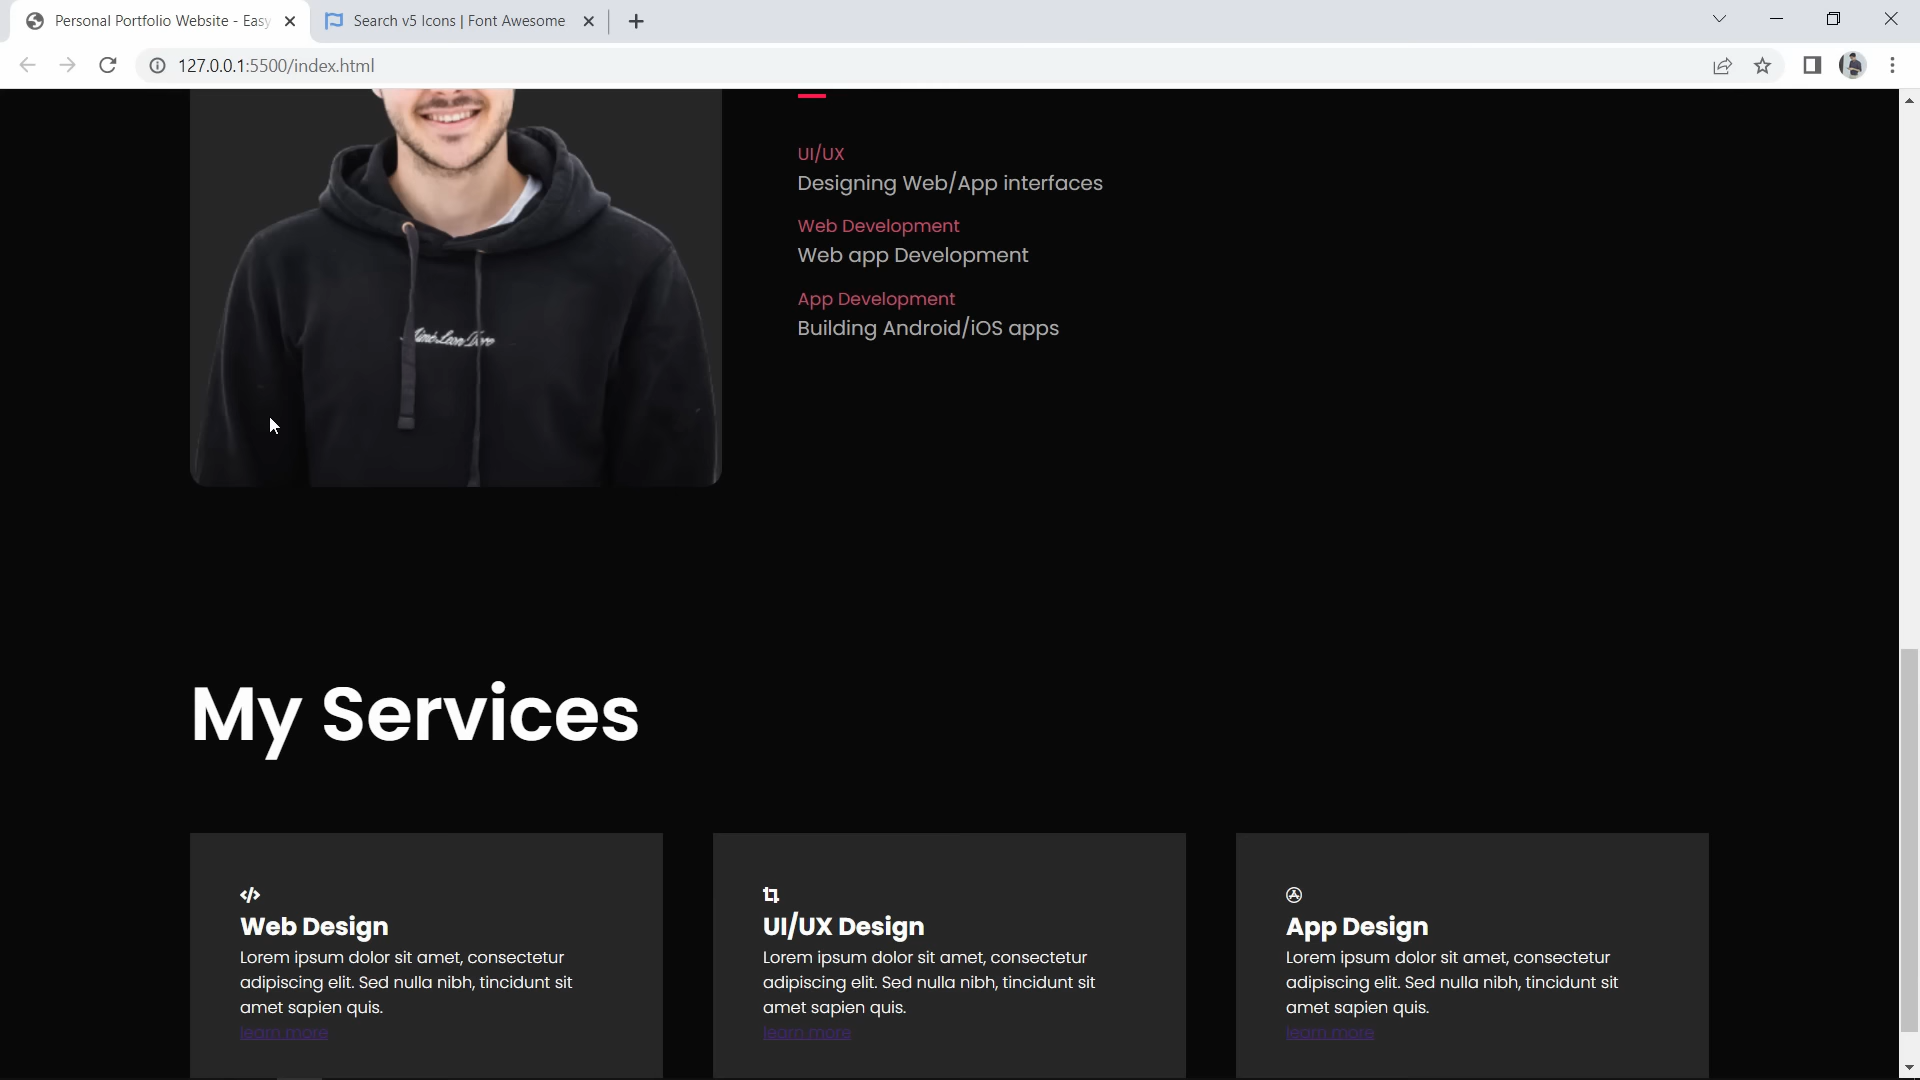 Personal Portfolio Website - Easy
Search v5 Icons | Font Awesome
127.0.0.1:5500/index.html
UI/UX
Designing Web/App interfaces
Web Development
Web app Development
App Development
Building Android/iOS apps
My Services
Web Design
Lorem ipsum dolor sit amet, consectetur
adipiscing elit. Sed nulla nibh, tincidunt sit
amet sapien quis.
learn more
UI/UX Design
Lorem ipsum dolor sit amet, consectetur
adipiscing elit. Sed nulla nibh, tincidunt sit
amet sapien quis.
learn more
App Design
Lorem ipsum dolor sit amet, consectetur
adipiscing elit. Sed nulla nibh, tincidunt sit
amet sapien quis.
learn more